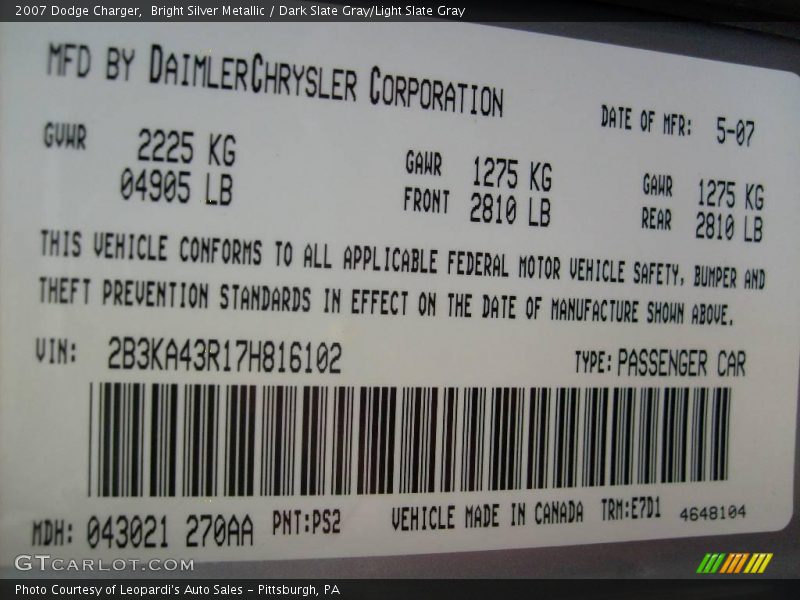 2007 Dodge Charger,  Bright Silver Metallic / Dark Slate Gray/Light Slate Gray
MFD BY DAIMLERCHRYSLER CORPORATION
DATE OF MFR: 5-07
GVWR 2225 KG
04905 LB
GAWR 1275 KG
FRONT 2810 LB
GAWR 1275 KG
REAR 2810 LB
THIS VEHICLE CONFORMS TO ALL APPLICABLE FEDERAL MOTOR VEHICLE SAFETY, BUMPER AND
THEFT PREVENTION STANDARDS IN EFFECT ON THE DATE OF MANUFACTURE SHOWN ABOVE.
VIN: 2B3KA43R17H816102
TYPE: PASSENGER CAR
MDH: 043021 270AA PNT:PS2 VEHICLE MADE IN CANADA TRM:E7D1 4648104
GTCARLOT.COM
Photo Courtesy of Leopardi's Auto Sales - Pittsburgh, PA